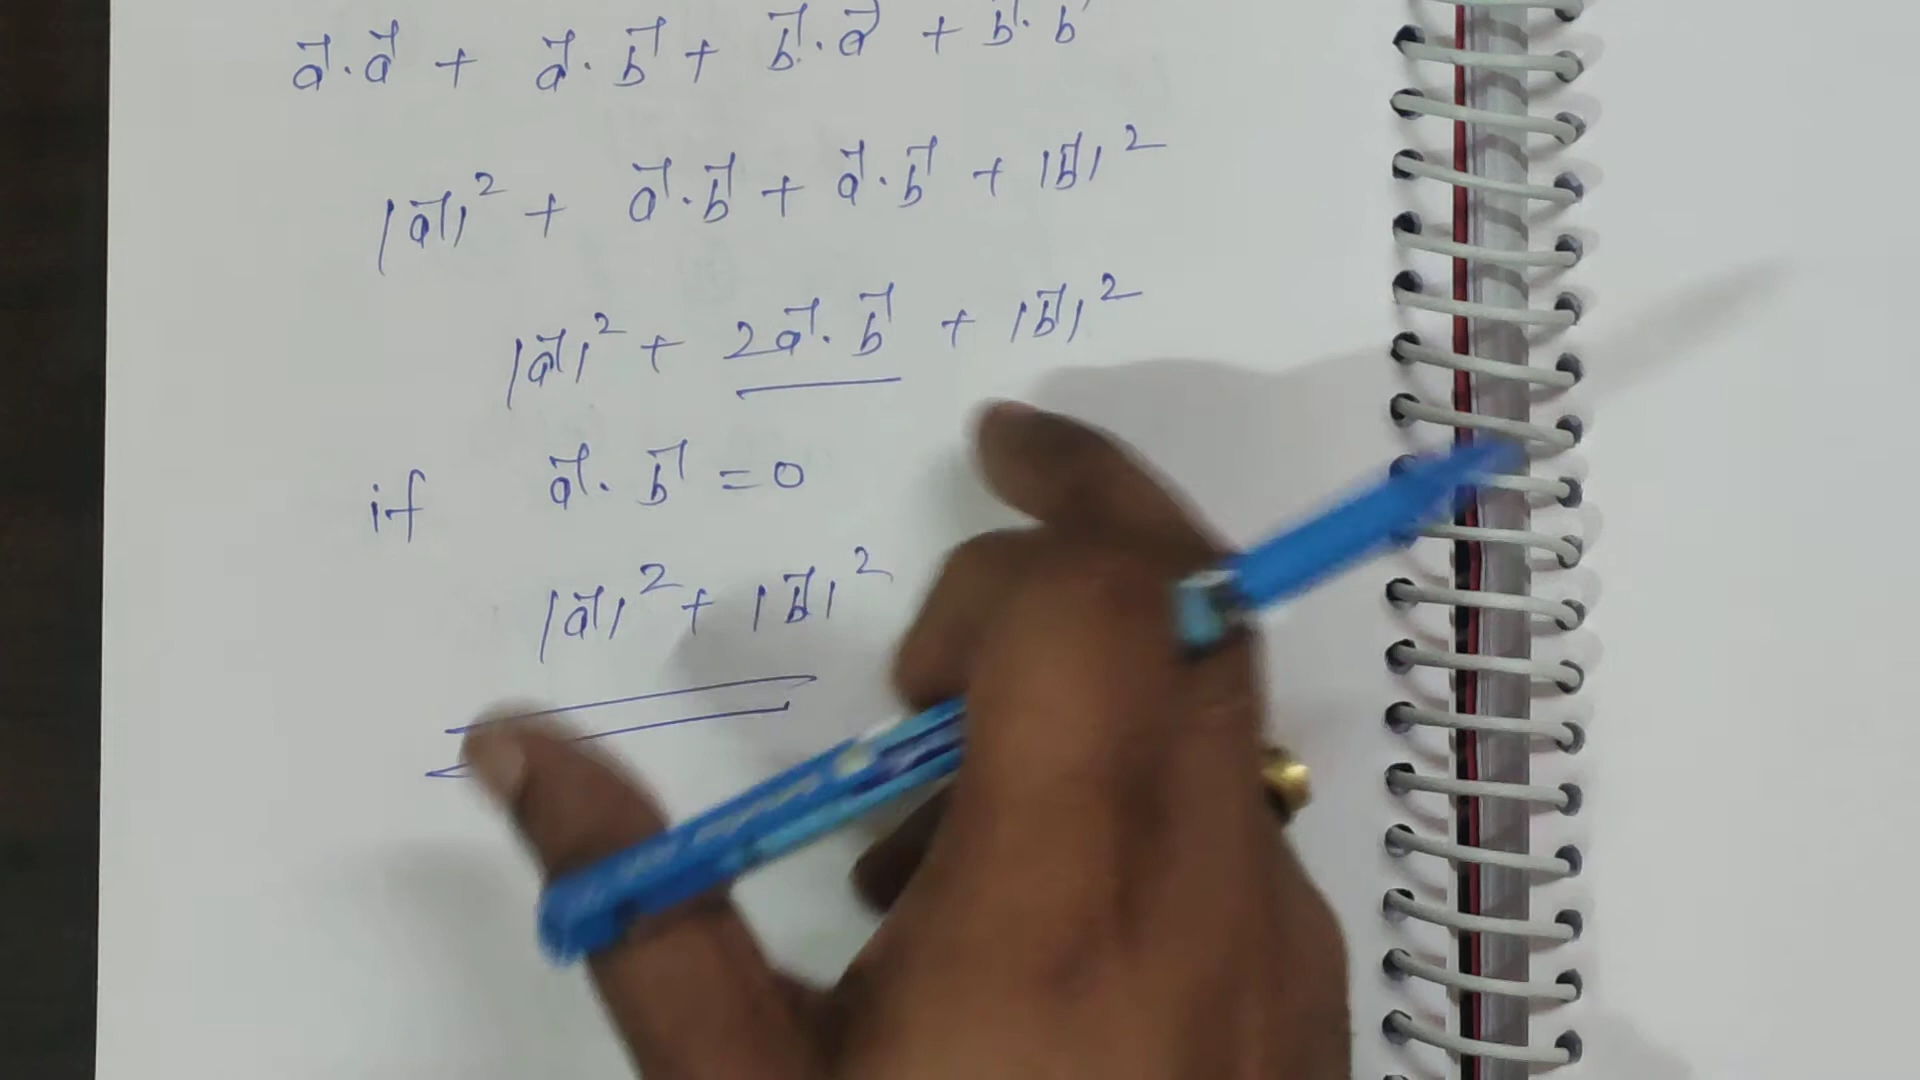 a⃗·a⃗ + a⃗·b⃗ + b⃗·a⃗ + b⃗·b⃗
|a⃗|² + a⃗·b⃗ + a⃗·b⃗ + |b⃗|²
|a⃗|² + 2a⃗·b⃗ + |b⃗|²
if a⃗·b⃗ = 0
|a⃗|² + |b⃗|²